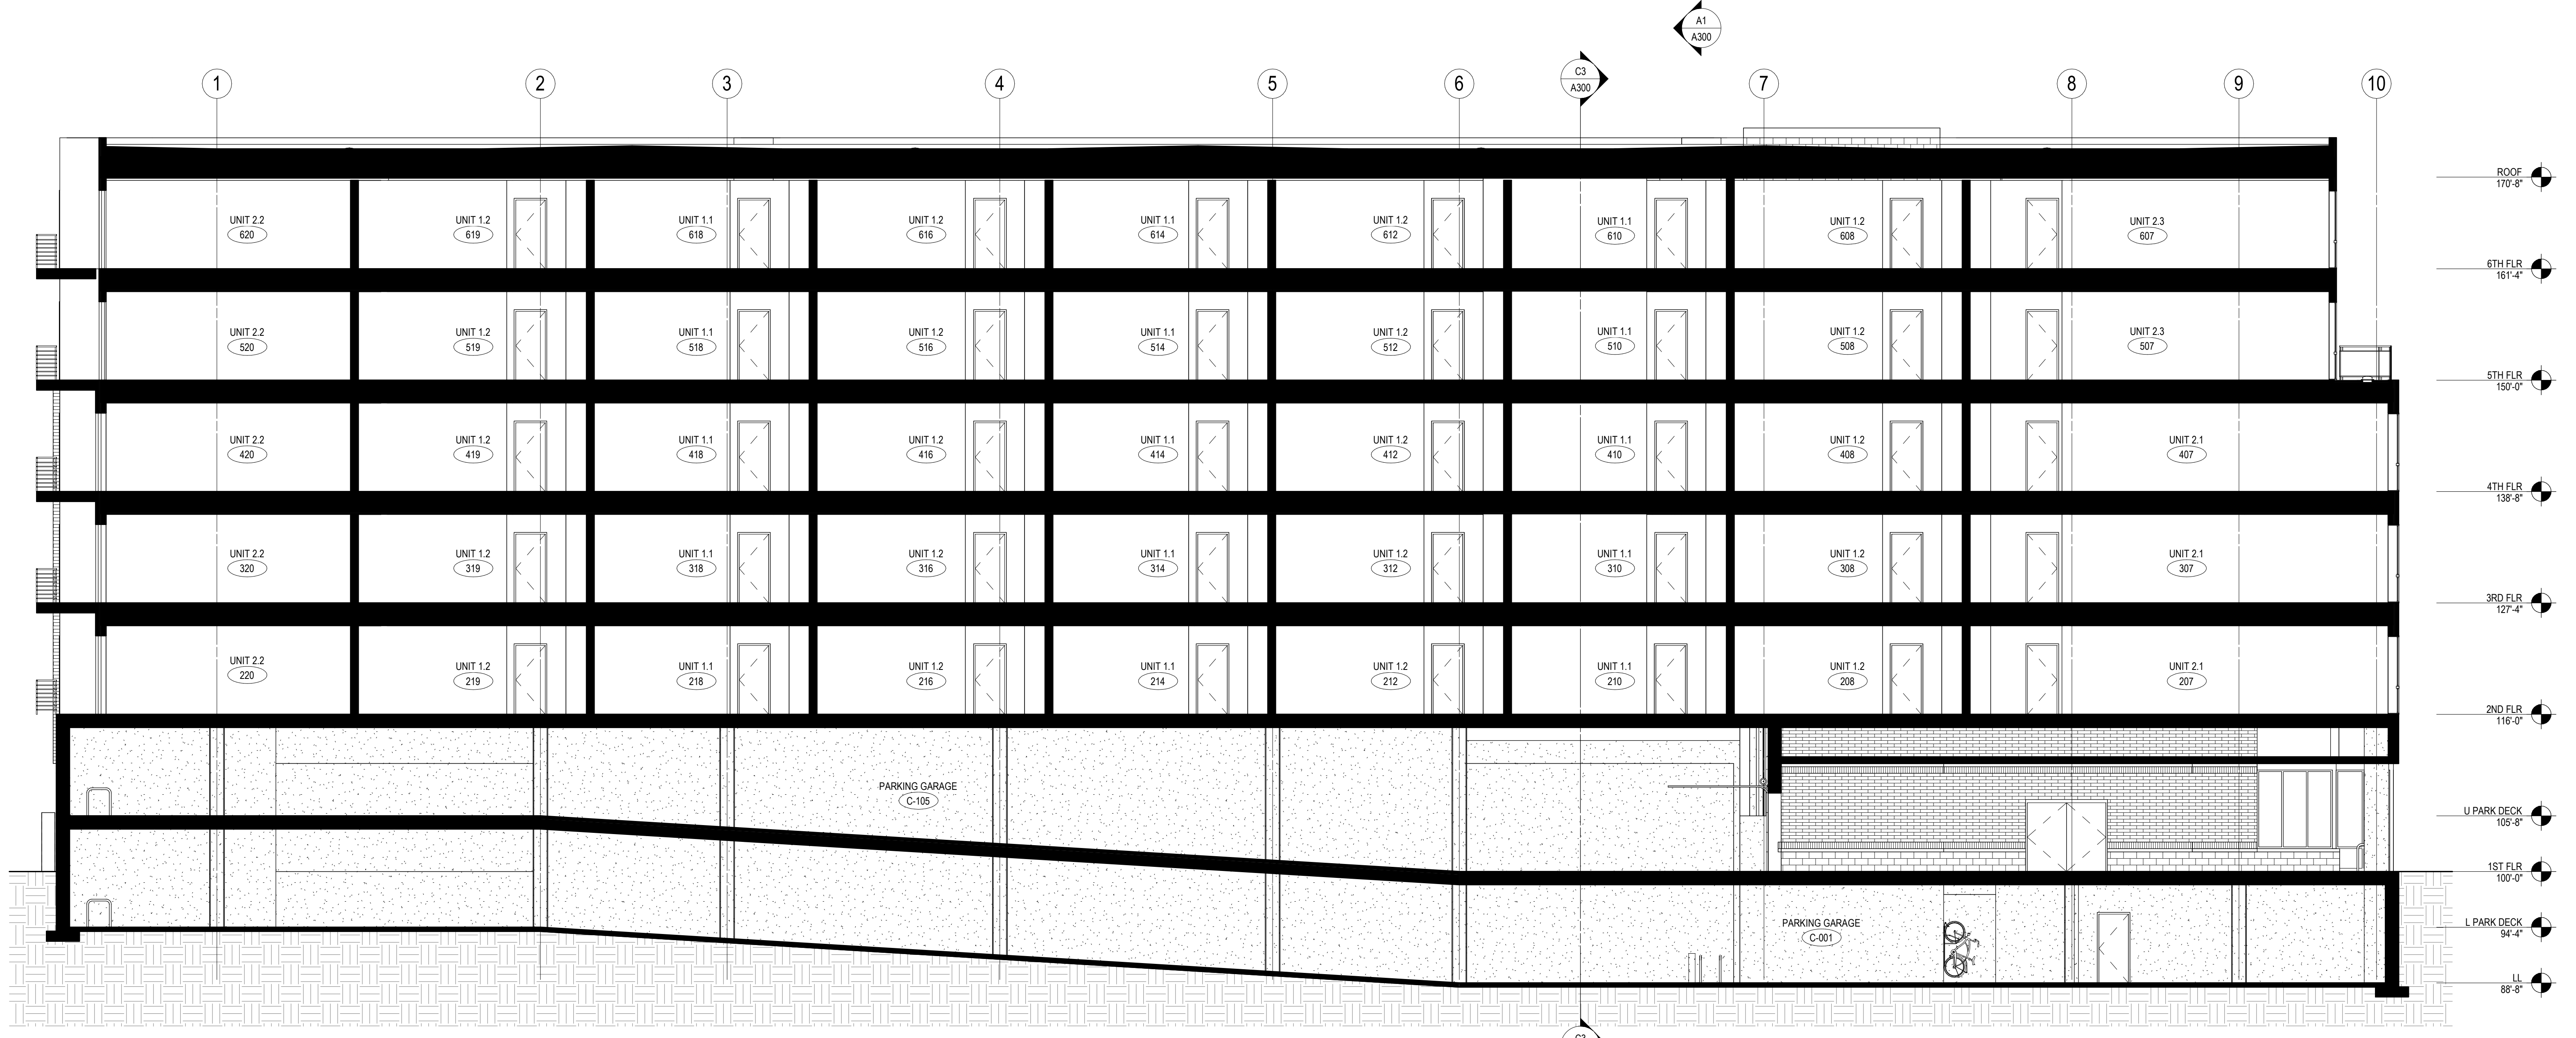 A1
A300
C3
A300
1 2 3 4 5 6 7 8 9 10
ROOF
170'-8"
UNIT 2.2 UNIT 1.2 UNIT 1.1 UNIT 1.2 UNIT 1.1 UNIT 1.2 UNIT 1.1 UNIT 1.2 UNIT 2.3
620 619 618 616 614 612 610 608 607
6TH FLR
161'-4"
UNIT 2.2 UNIT 1.2 UNIT 1.1 UNIT 1.2 UNIT 1.1 UNIT 1.2 UNIT 1.1 UNIT 1.2 UNIT 2.3
520 519 518 516 514 512 510 508 507
5TH FLR
150'-0"
UNIT 2.2 UNIT 1.2 UNIT 1.1 UNIT 1.2 UNIT 1.1 UNIT 1.2 UNIT 1.1 UNIT 1.2 UNIT 2.1
420 419 418 416 414 412 410 408 407
4TH FLR
138'-8"
UNIT 2.2 UNIT 1.2 UNIT 1.1 UNIT 1.2 UNIT 1.1 UNIT 1.2 UNIT 1.1 UNIT 1.2 UNIT 2.1
320 319 318 316 314 312 310 308 307
3RD FLR
127'-4"
UNIT 2.2 UNIT 1.2 UNIT 1.1 UNIT 1.2 UNIT 1.1 UNIT 1.2 UNIT 1.1 UNIT 1.2 UNIT 2.1
220 219 218 216 214 212 210 208 207
2ND FLR
116'-0"
PARKING GARAGE
C-105
U PARK DECK
105'-8"
1ST FLR
100'-0"
PARKING GARAGE
C-001
L PARK DECK
94'-4"
LL
88'-8"
C3